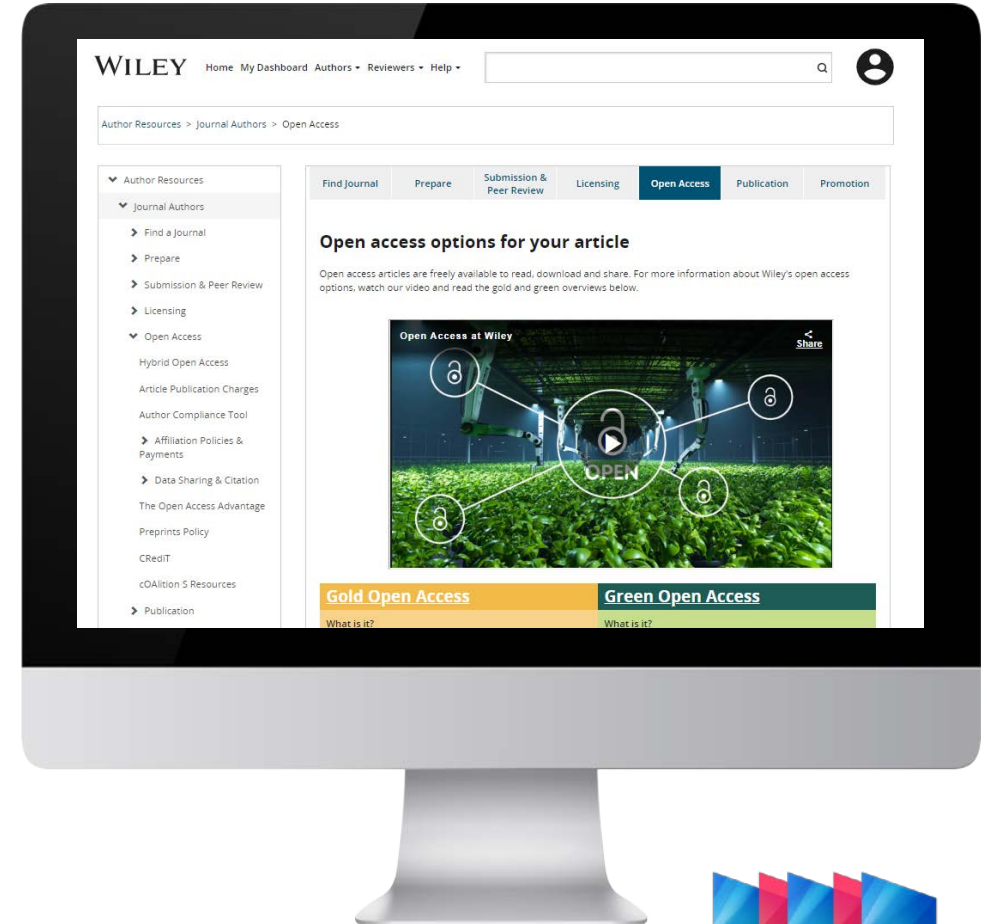 WILEY
Home My Dashboard Authors Reviewers Help
Author Resources > Journal Authors > Open Access
Author Resources
Journal Authors
Find a Journal
Prepare
Submission & Peer Review
Licensing
Open Access
Hybrid Open Access
Article Publication Charges
Author Compliance Tool
Affiliation Policies &
Payments
Data Sharing & Citation
The Open Access Advantage
Preprints Policy
CRediT
cOAlition S Resources
Publication
Find Journal
Prepare
Submission &
Peer Review
Licensing
Open Access
Publication
Promotion
Open access options for your article
Open access articles are freely available to read, download and share. For more information about Wiley's open access
options, watch our video and read the gold and green overviews below.
Open Access at Wiley
Share
OPEN
Gold Open Access
What is it?
Green Open Access
What is it?